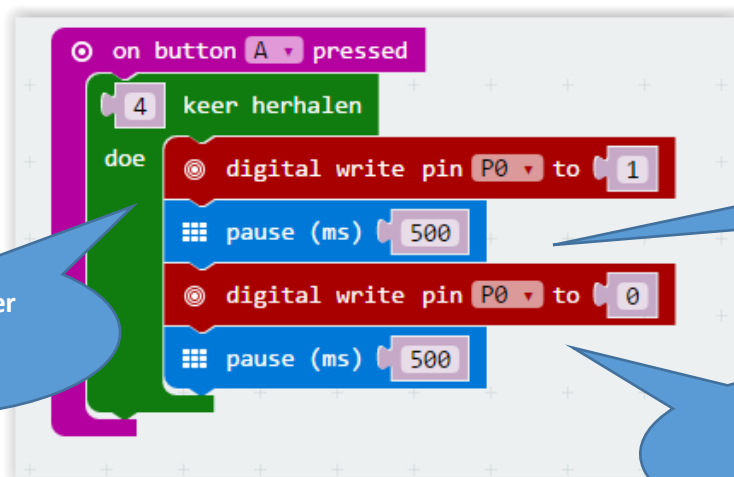 on button A pressed
4 keer herhalen
doe
digital write pin P0 to 1
pause (ms) 500
digital write pin P0 to 0
pause (ms) 500